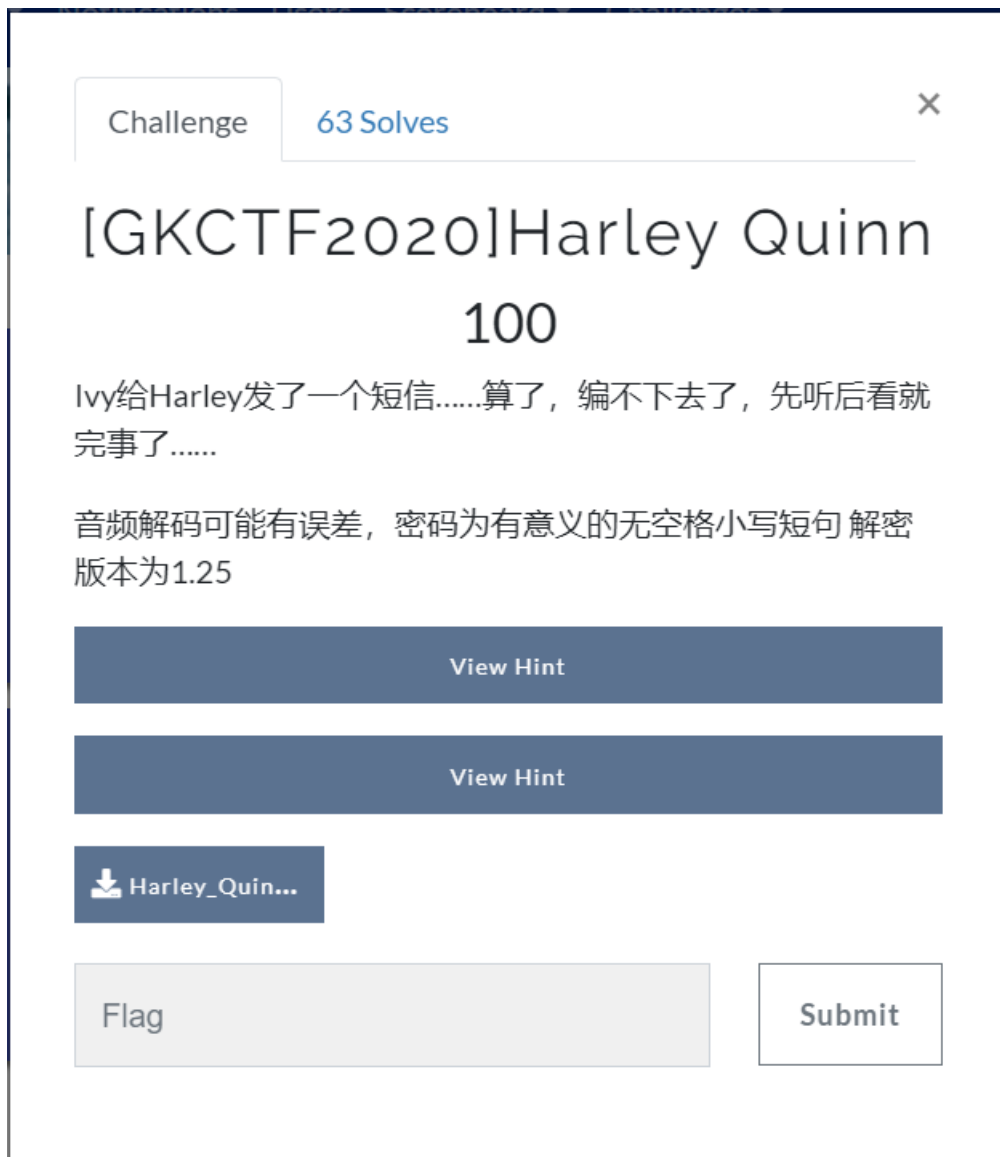 Challenge
63 Solves
×
[GKCTF2020]Harley Quinn
100
Ivy给Harley发了一个短信......算了，编不下去了，先听后看就
完事了......
音频解码可能有误差，密码为有意义的无空格小写短句 解密
版本为1.25
View Hint
View Hint
Harley_Quin...
Flag
Submit